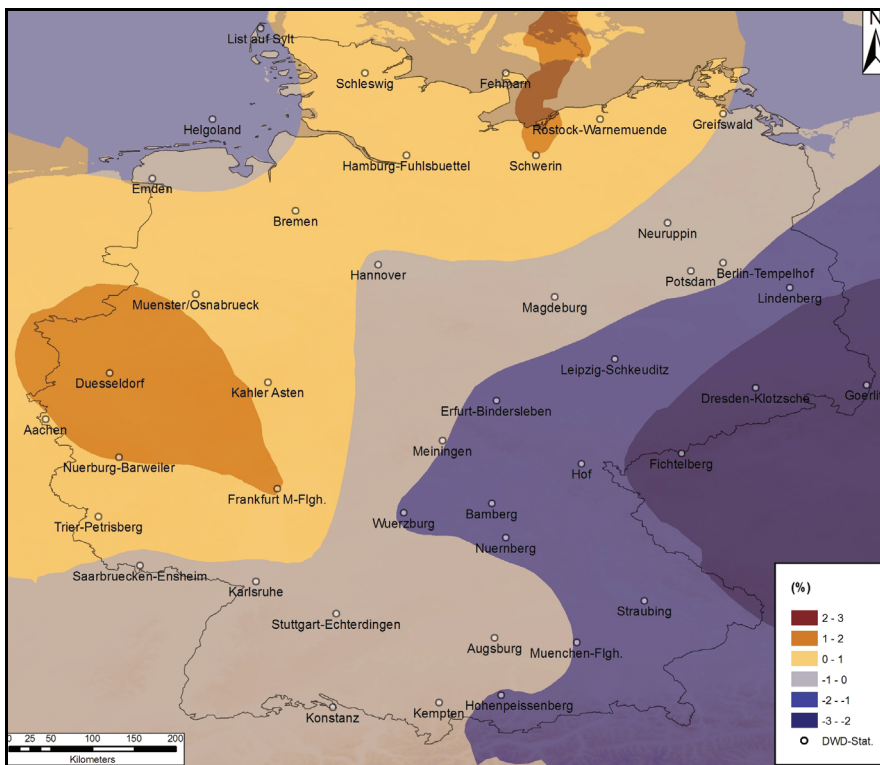 N
List auf Sylt
Schleswig
Fehmarn
Helgoland
Rostock-Warnemuende
Greifswald
Hamburg-Fuhlsbuettel
Schwerin
Emden
Bremen
Neuruppin
Hannover
Potsdam
Berlin-Tempelhof
Muenster/Osnabrueck
Magdeburg
Lindenberg
Duesseldorf
Leipzig-Schkeuditz
Kahler Asten
Dresden-Klotzsche
Goerlit
Aachen
Erfurt-Bindersleben
Meiningen
Nuerburg-Barweiler
Hof
Fichtelberg
Frankfurt M-Flgh.
Trier-Petrisberg
Wuerzburg
Bamberg
Nuernberg
Saarbruecken-Ensheim
Karlsruhe
Stuttgart-Echterdingen
Straubing
Augsburg
Muenchen-Flgh.
Konstanz
Kempten
Hohenpeissenberg
(%)
2 - 3
1 - 2
0 - 1
-1 - 0
-2 - -1
-3 - -2
DWD-Stat.
0 25 50 100 150 200
Kilometers